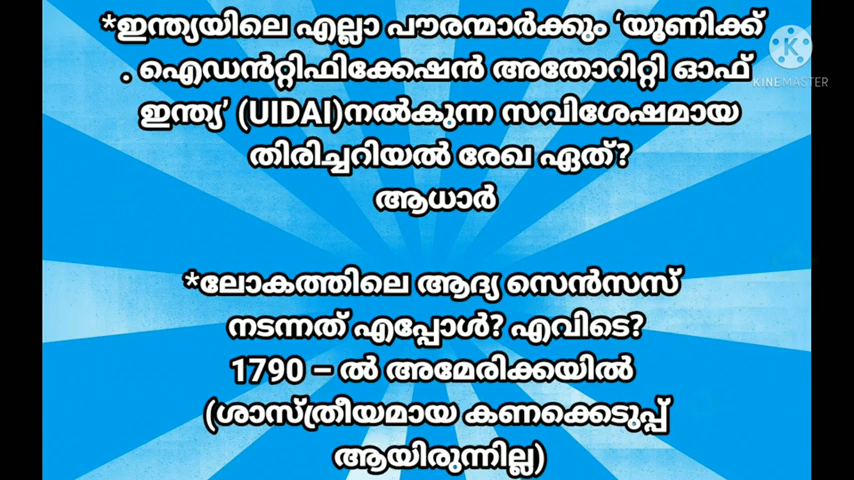 *ഇന്ത്യയിലെ എല്ലാ പൗരന്മാർക്കും ‘യൂണിക്ക്
. ഐഡൻറ്റിഫിക്കേഷൻ അതോറിറ്റി ഓഫ്
ഇന്ത്യ’ (UIDAI)നൽകുന്ന സവിശേഷമായ
തിരിച്ചറിയൽ രേഖ ഏത്?
ആധാർ
*ലോകത്തിലെ ആദ്യ സെൻസസ്
നടന്നത് എപ്പോൾ? എവിടെ?
1790 – ൽ അമേരിക്കയിൽ
(ശാസ്ത്രീയമായ കണക്കെടുപ്പ്
ആയിരുന്നില്ല)
KINEMASTER